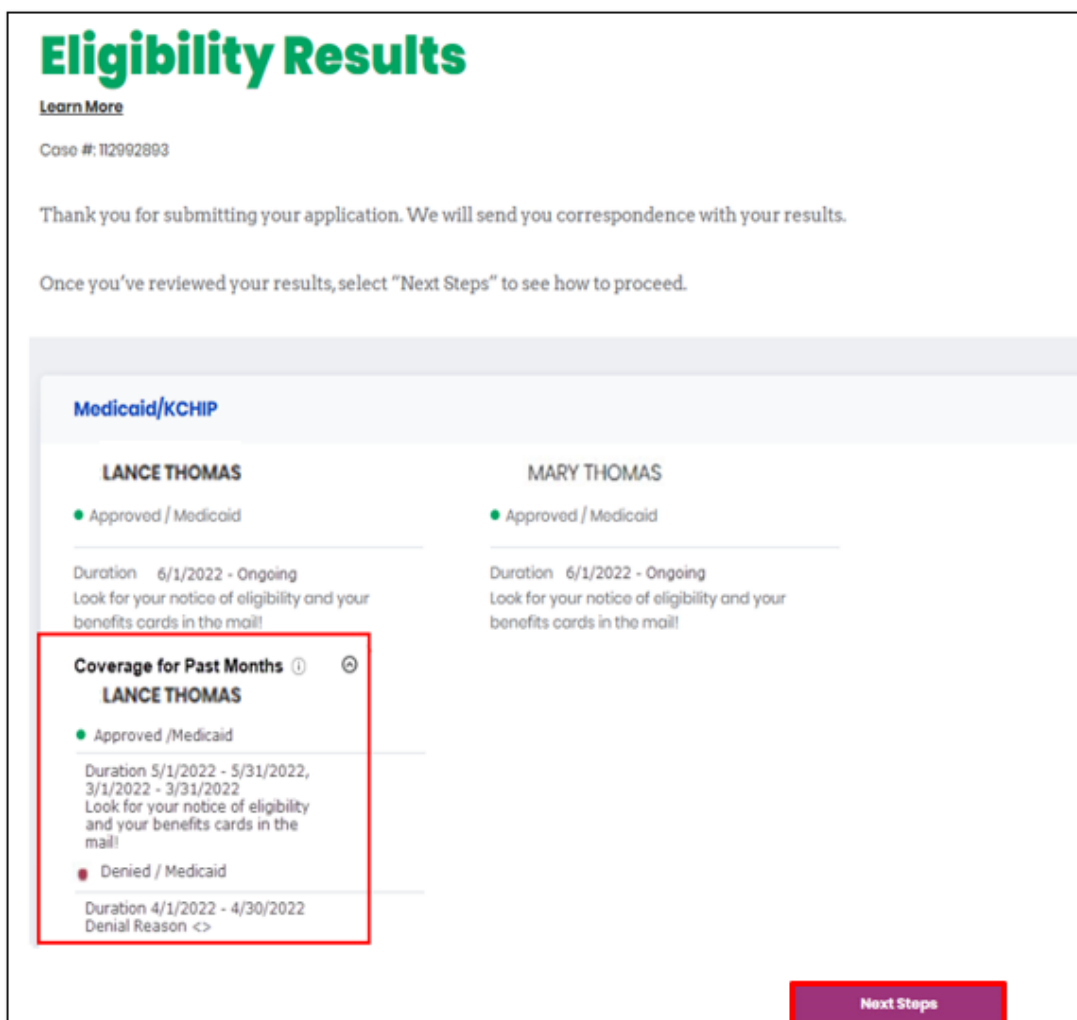 Eligibility Results
Learn More
Case #: 112992893
Thank you for submitting your application. We will send you correspondence with your results.
Once you've reviewed your results, select "Next Steps" to see how to proceed.
Medicaid/KCHIP
LANCE THOMAS
Approved / Medicaid
Duration 6/1/2022 - Ongoing
Look for your notice of eligibility and your
benefits cards in the mail!
MARY THOMAS
Approved / Medicaid
Duration 6/1/2022 - Ongoing
Look for your notice of eligibility and your
benefits cards in the mail!
Coverage for Past Months
LANCE THOMAS
Approved /Medicaid
Duration 5/1/2022 - 5/31/2022,
3/1/2022 - 3/31/2022
Look for your notice of eligibility
and your benefits cards in the
mail!
Denied / Medicaid
Duration 4/1/2022 - 4/30/2022
Denial Reason <>
Next Steps